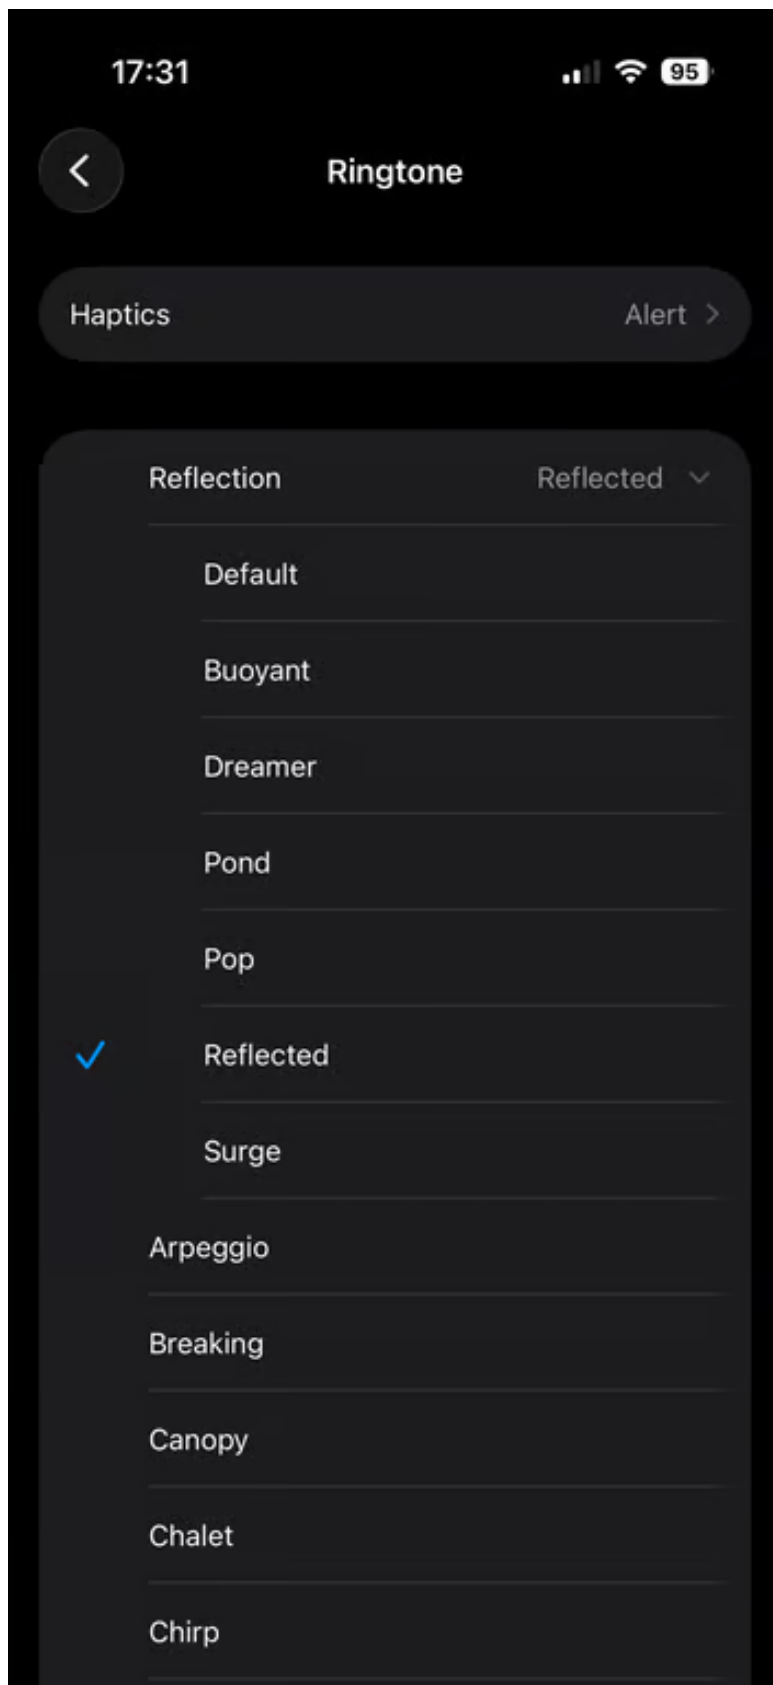 17:31
95
Ringtone
Haptics Alert
Reflection Reflected
Default
Buoyant
Dreamer
Pond
Pop
Reflected
Surge
Arpeggio
Breaking
Canopy
Chalet
Chirp